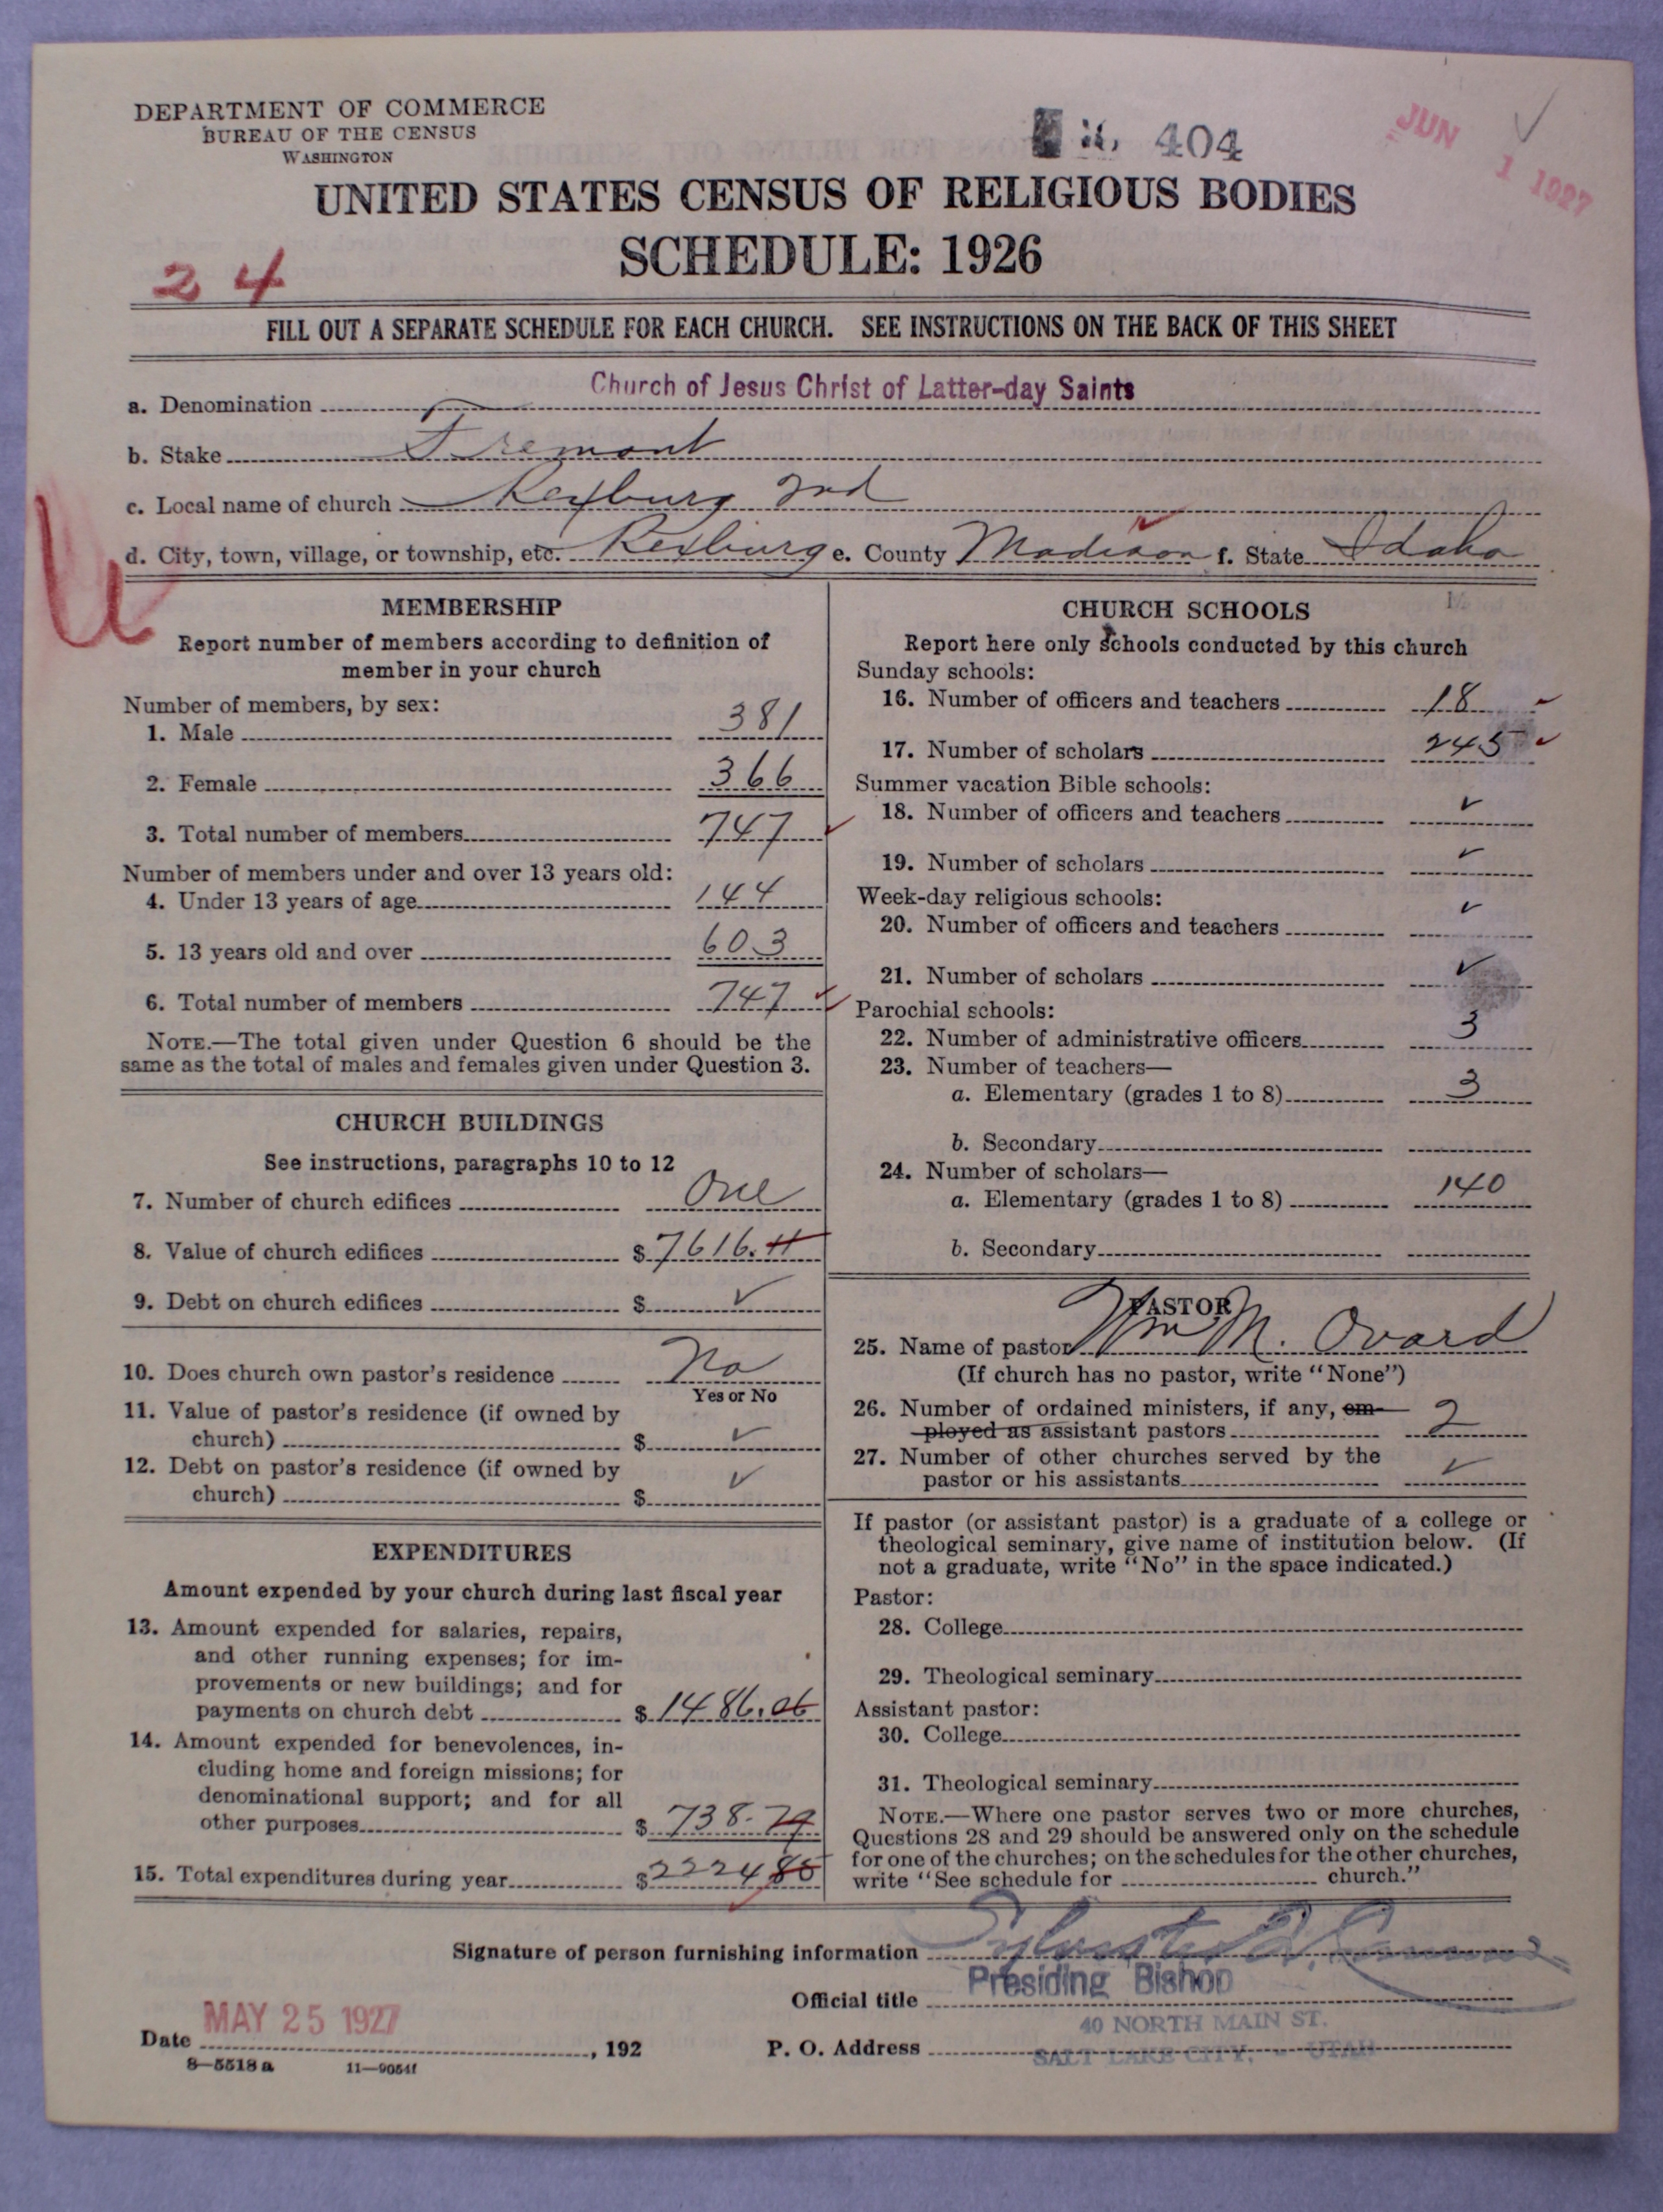 DEPARTMENT OF COMMERCE
BUREAU OF THE CENSUS
WASHINGTON
404
JUN 1 1927
UNITED STATES CENSUS OF RELIGIOUS BODIES
SCHEDULE: 1926
24
FILL OUT A SEPARATE SCHEDULE FOR EACH CHURCH. SEE INSTRUCTIONS ON THE BACK OF THIS SHEET
a. Denomination Church of Jesus Christ of Latter-day Saints
b. Stake Fremont
c. Local name of church Rexburg 2nd
d. City, town, village, or township, etc. Rexburg e. County Madison f. State Idaho
MEMBERSHIP
Report number of members according to definition of
member in your church
Number of members, by sex:
1. Male 381
2. Female 366
3. Total number of members 747
Number of members under and over 13 years old:
4. Under 13 years of age 144
5. 13 years old and over 603
6. Total number of members 747
NOTE.—The total given under Question 6 should be the
same as the total of males and females given under Question 3.
CHURCH BUILDINGS
See instructions, paragraphs 10 to 12
7. Number of church edifices One
8. Value of church edifices $ 7616.11
9. Debt on church edifices $ ✓
10. Does church own pastor's residence No
Yes or No
11. Value of pastor's residence (if owned by
church) $ ✓
12. Debt on pastor's residence (if owned by
church) $ ✓
EXPENDITURES
Amount expended by your church during last fiscal year
13. Amount expended for salaries, repairs,
and other running expenses; for im-
provements or new buildings; and for
payments on church debt $ 1486.06
14. Amount expended for benevolences, in-
cluding home and foreign missions; for
denominational support; and for all
other purposes $ 738.79
15. Total expenditures during year $ 2224 85
CHURCH SCHOOLS
Report here only schools conducted by this church
Sunday schools:
16. Number of officers and teachers 18
17. Number of scholars 245
Summer vacation Bible schools:
18. Number of officers and teachers ✓
19. Number of scholars ✓
Week-day religious schools:
20. Number of officers and teachers ✓
21. Number of scholars ✓
Parochial schools:
22. Number of administrative officers 3
23. Number of teachers—
a. Elementary (grades 1 to 8) 3
b. Secondary
24. Number of scholars—
a. Elementary (grades 1 to 8) 140
b. Secondary
PASTOR
25. Name of pastor Wm M. Ovard
(If church has no pastor, write "None")
26. Number of ordained ministers, if any, em-
ployed as assistant pastors 2
27. Number of other churches served by the
pastor or his assistants ✓
If pastor (or assistant pastor) is a graduate of a college or
theological seminary, give name of institution below. (If
not a graduate, write "No" in the space indicated.)
Pastor:
28. College
29. Theological seminary
Assistant pastor:
30. College
31. Theological seminary
NOTE.—Where one pastor serves two or more churches,
Questions 28 and 29 should be answered only on the schedule
for one of the churches; on the schedules for the other churches,
write "See schedule for church."
Signature of person furnishing information
Official title Presiding Bishop
Date MAY 25 1927, 192
P. O. Address 40 NORTH MAIN ST.
SALT LAKE CITY, - UTAH
8—5518 a 11—9054f